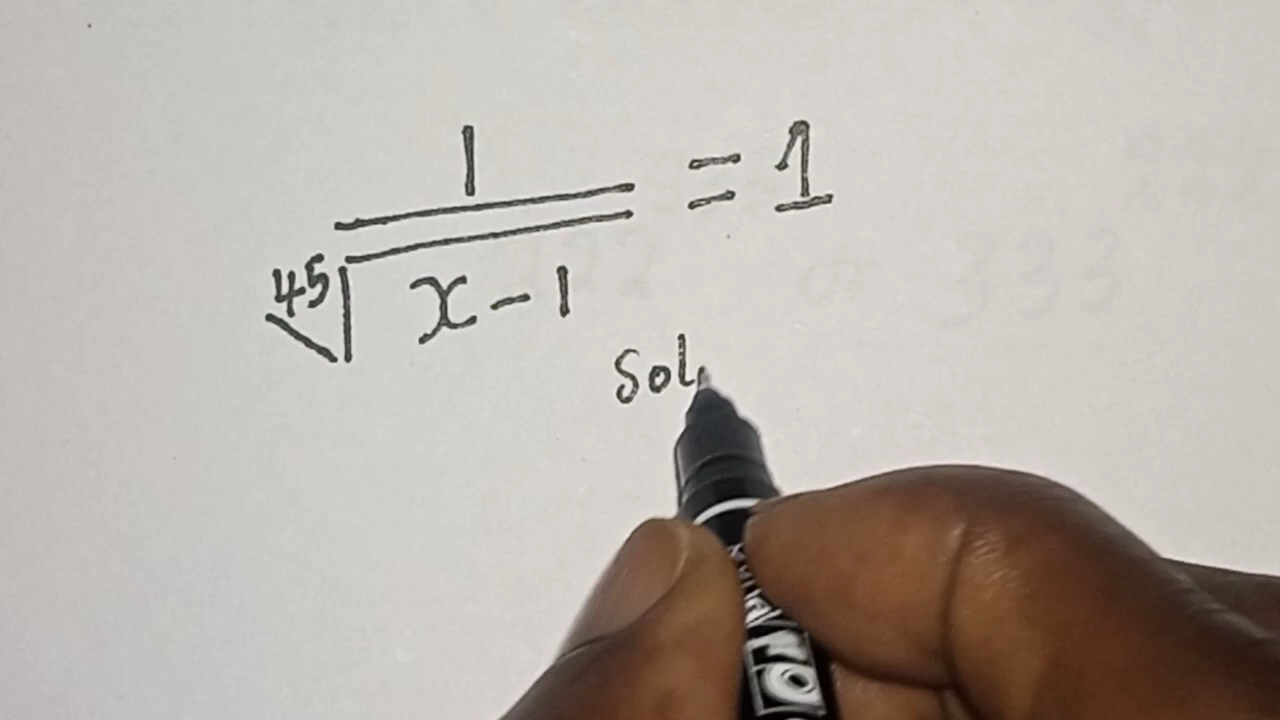 1
= 1
45√x-1
Sol